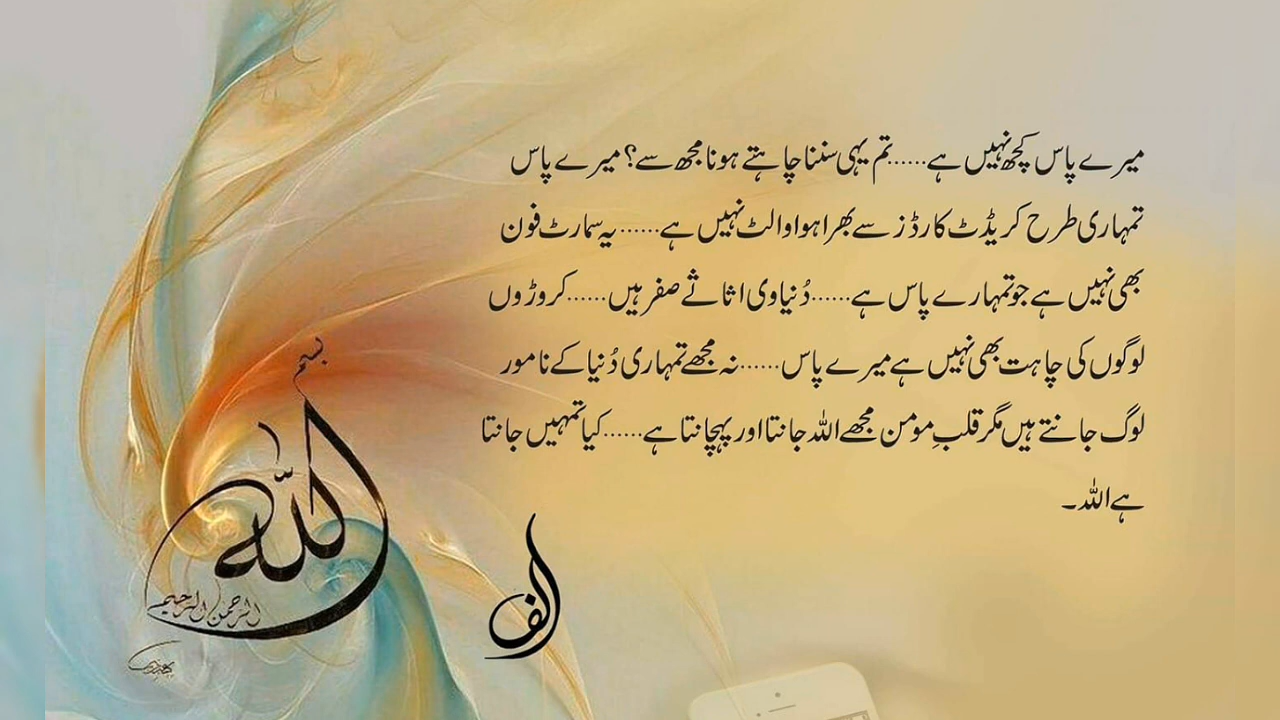 میرے پاس کچھ نہیں ہے......تم یہی سننا چاہتے ہو نا مجھ سے؟ میرے پاس
تمہاری طرح کریڈٹ کارڈز سے بھرا ہوا والٹ نہیں ہے......یہ سمارٹ فون
بھی نہیں ہے جو تمہارے پاس ہے......دُنیاوی اثاثے صفر ہیں......کروڑوں
لوگوں کی چاہت بھی نہیں ہے میرے پاس......نہ مجھے تمہاری دُنیا کے نامور
لوگ جانتے ہیں مگر قلبِ مومن مجھے اللہ جانتا اور پہچانتا ہے......کیا تمہیں جانتا
ہے اللہ۔
بسم
اللہ
الرحمن الرحیم
الف